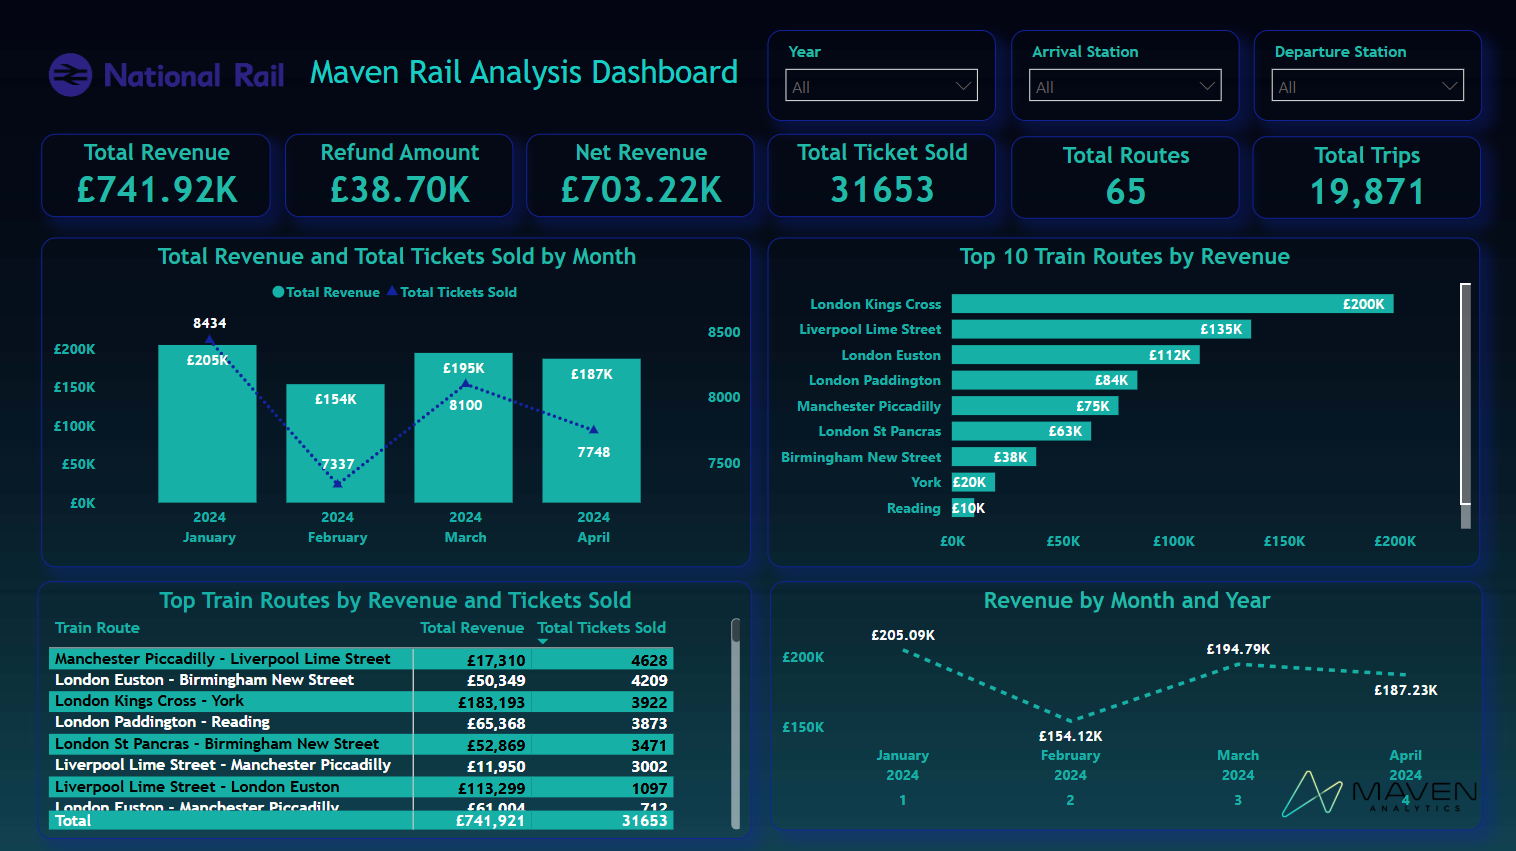 National Rail
Maven Rail Analysis Dashboard
Year
All
Arrival Station
All
Departure Station
All
Total Revenue
£741.92K
Refund Amount
£38.70K
Net Revenue
£703.22K
Total Ticket Sold
31653
Total Routes
65
Total Trips
19,871
Total Revenue and Total Tickets Sold by Month
Total Revenue Total Tickets Sold
£200K
£150K
£100K
£50K
£0K
8434
£205K
£154K
7337
£195K
8100
£187K
7748
8500
8000
7500
2024 2024 2024 2024
January February March April
Top 10 Train Routes by Revenue
London Kings Cross £200K
Liverpool Lime Street £135K
London Euston £112K
London Paddington £84K
Manchester Piccadilly £75K
London St Pancras £63K
Birmingham New Street £38K
York £20K
Reading £10K
£0K £50K £100K £150K £200K
Top Train Routes by Revenue and Tickets Sold
Train Route Total Revenue Total Tickets Sold
Manchester Piccadilly - Liverpool Lime Street £17,310 4628
London Euston - Birmingham New Street £50,349 4209
London Kings Cross - York £183,193 3922
London Paddington - Reading £65,368 3873
London St Pancras - Birmingham New Street £52,869 3471
Liverpool Lime Street - Manchester Piccadilly £11,950 3002
Liverpool Lime Street - London Euston £113,299 1097
London Euston - Manchester Piccadilly £61,004 712
Total £741,921 31653
Revenue by Month and Year
£200K
£150K
£205.09K
£154.12K
£194.79K
£187.23K
January February March April
2024 2024 2024 2024
1 2 3 4
MAVEN
ANALYTICS